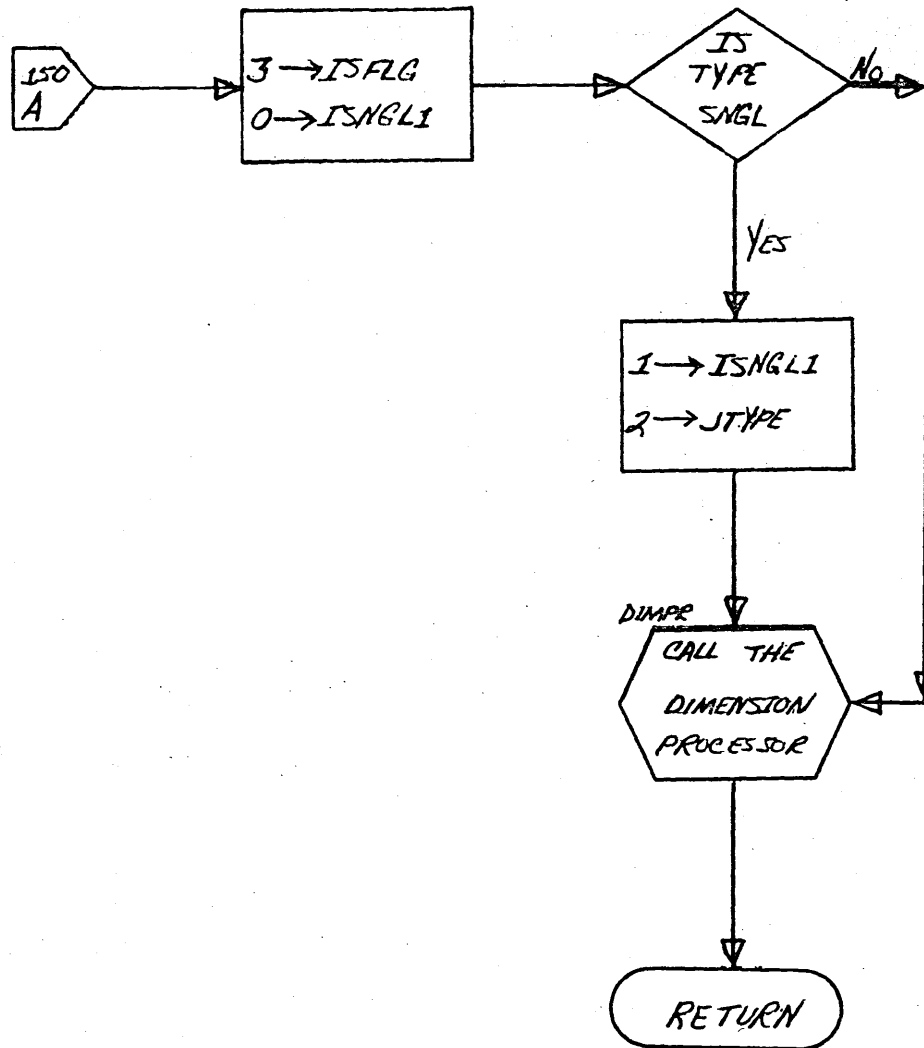 150
A
3→ISFLG
0→ISNGL1
IS
TYPE
SNGL
NO
YES
1→ISNGL1
2→JTYPE
DIMPR
CALL THE
DIMENSION
PROCESSOR
RETURN